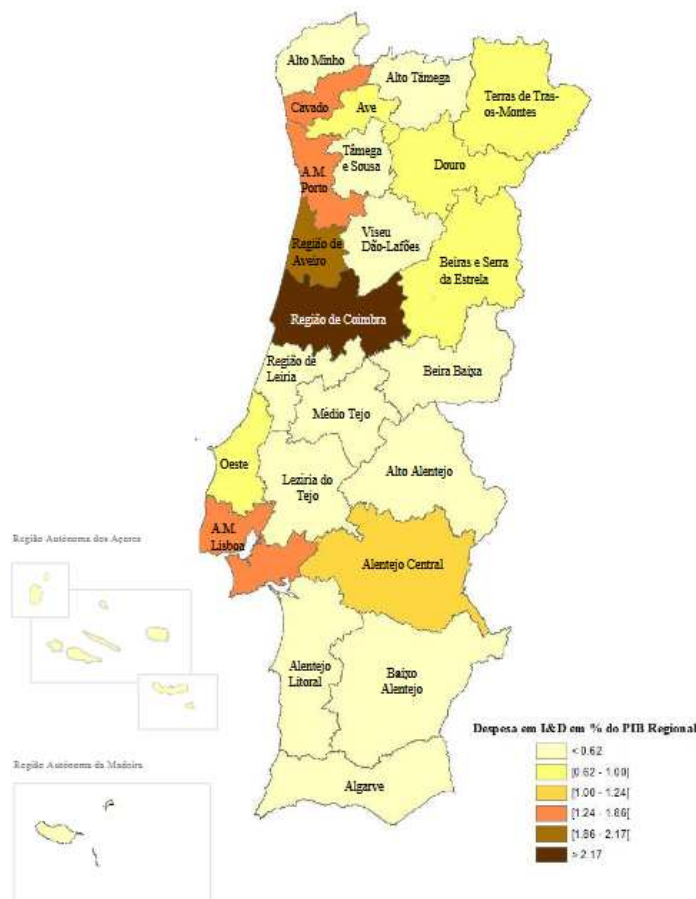 Alto Minho
Alto Tâmega
Terras de Tras-
os-Montes
Cavado
Ave
Tâmega
e Sousa
Douro
A.M.
Porto
Viseu
Dão-Lafões
Região de
Aveiro
Beiras e Serra
da Estrela
Região de Coimbra
Região de
Leiria
Beira Baixa
Médio Tejo
Oeste
Leziria do
Tejo
Alto Alentejo
A.M.
Lisboa
Região Autónoma dos Açores
Alentejo Central
Alentejo
Litoral
Baixo
Alentejo
Despesa em I&D em % do PIB Regional
< 0.62
[0.62 - 1.00[
[1.00 - 1.24[
[1.24 - 1.86[
[1.86 - 2.17[
> 2.17
Região Autónoma da Madeira
Algarve